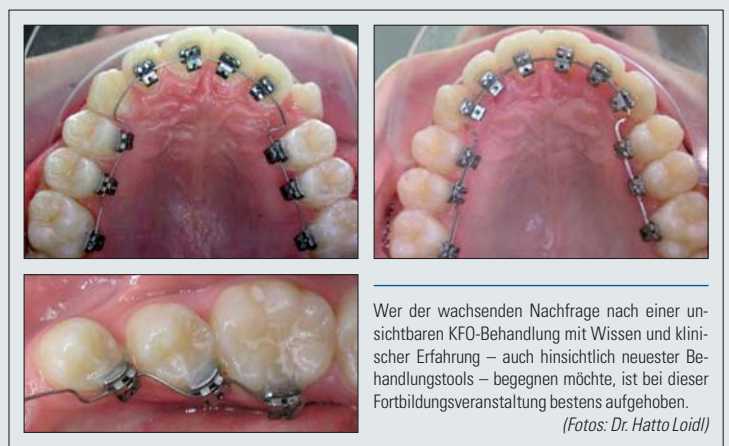 Wer der wachsenden Nachfrage nach einer un-
sichtbaren KFO-Behandlung mit Wissen und klini-
scher Erfahrung – auch hinsichtlich neuester Be-
handlungstools – begegnen möchte, ist bei dieser
Fortbildungsveranstaltung bestens aufgehoben.
(Fotos: Dr. Hatto Loidl)